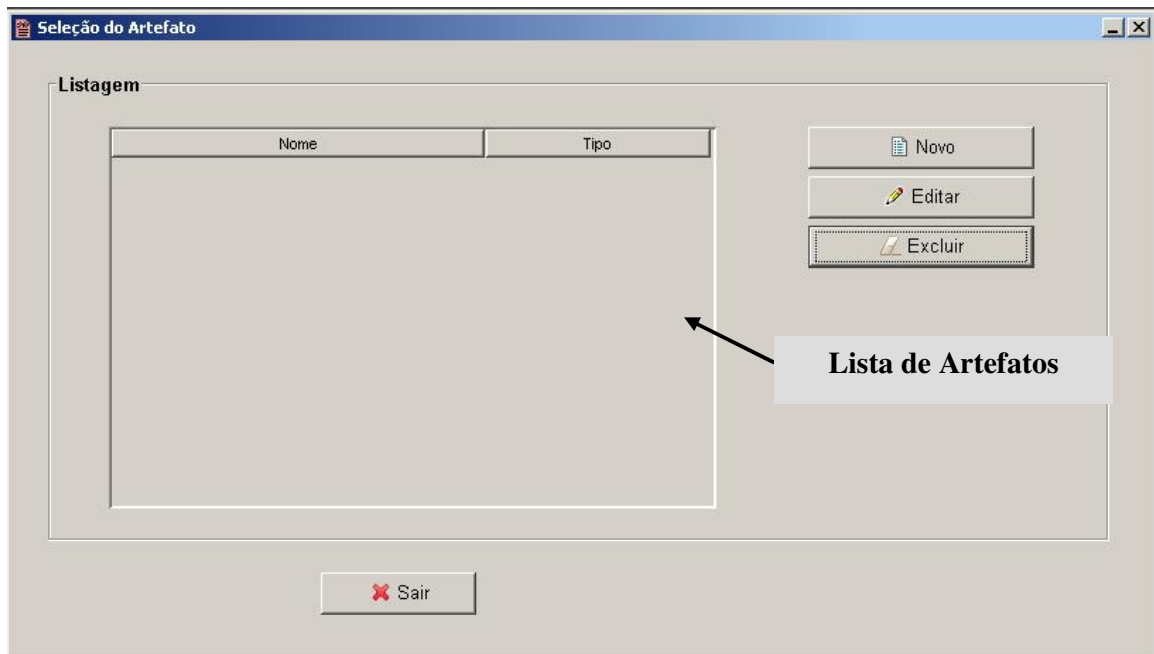 Seleção do Artefato
Listagem
Nome Tipo
Novo
Editar
Excluir
Lista de Artefatos
Sair